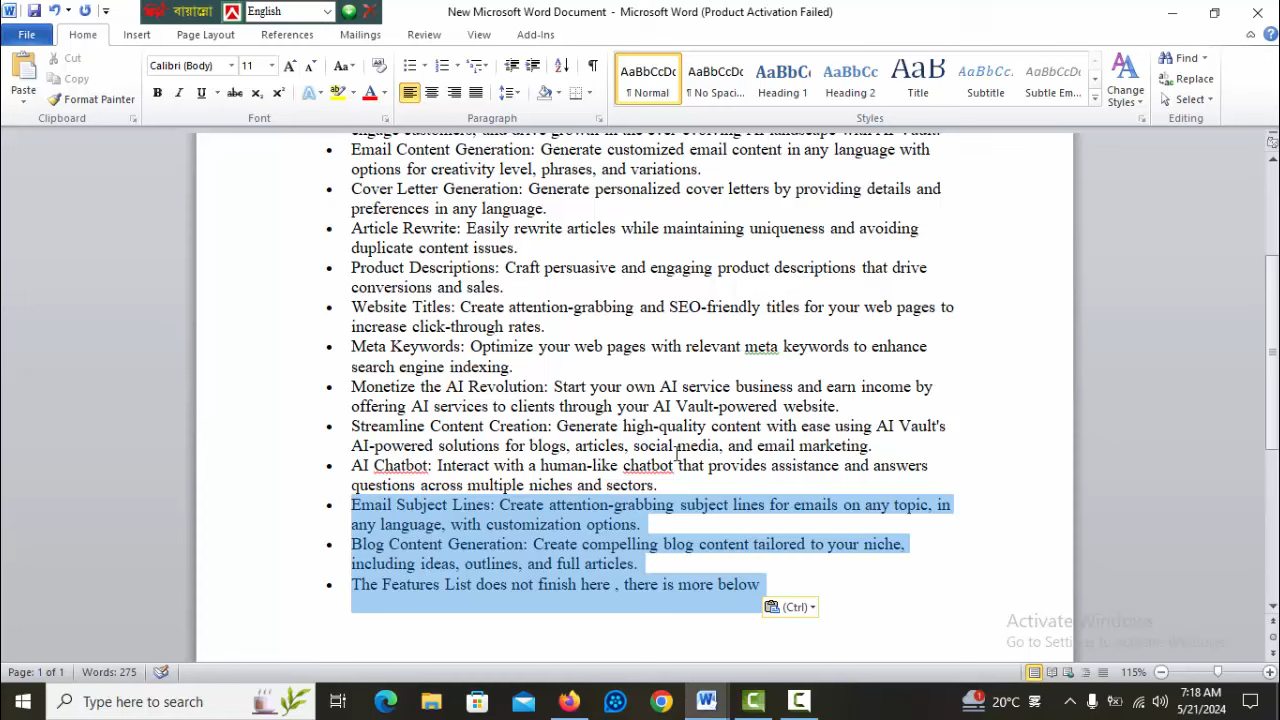 New Microsoft Word Document - Microsoft Word (Product Activation Failed)
বায়ান্নো English
File Home Insert Page Layout References Mailings Review View Add-Ins
Paste Cut Copy Format Painter
Calibri (Body) 11
AaBbCcDc AaBbCcDc AaBbC AaBbCc AaB AaBbCc. AaBbCcDc
¶ Normal ¶ No Spaci... Heading 1 Heading 2 Title Subtitle Subtle Em...
Change Styles
Find Replace Select
Clipboard Font Paragraph Styles Editing
engage customers, and drive growth in the ever-evolving AI landscape with AI Vault.
• Email Content Generation: Generate customized email content in any language with
options for creativity level, phrases, and variations.
• Cover Letter Generation: Generate personalized cover letters by providing details and
preferences in any language.
• Article Rewrite: Easily rewrite articles while maintaining uniqueness and avoiding
duplicate content issues.
• Product Descriptions: Craft persuasive and engaging product descriptions that drive
conversions and sales.
• Website Titles: Create attention-grabbing and SEO-friendly titles for your web pages to
increase click-through rates.
• Meta Keywords: Optimize your web pages with relevant meta keywords to enhance
search engine indexing.
• Monetize the AI Revolution: Start your own AI service business and earn income by
offering AI services to clients through your AI Vault-powered website.
• Streamline Content Creation: Generate high-quality content with ease using AI Vault's
AI-powered solutions for blogs, articles, social media, and email marketing.
• AI Chatbot: Interact with a human-like chatbot that provides assistance and answers
questions across multiple niches and sectors.
• Email Subject Lines: Create attention-grabbing subject lines for emails on any topic, in
any language, with customization options.
• Blog Content Generation: Create compelling blog content tailored to your niche,
including ideas, outlines, and full articles.
• The Features List does not finish here , there is more below
(Ctrl)
Activate Windows
Go to Settings to activate Windows.
Page: 1 of 1 Words: 275 115%
Type here to search
20°C
7:18 AM
5/21/2024